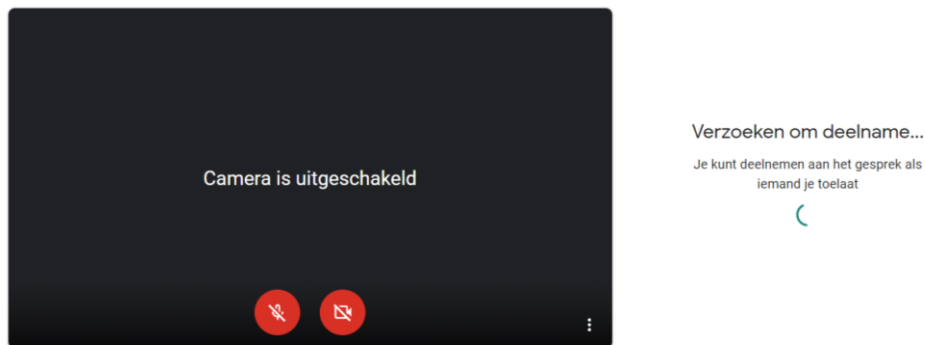 Camera is uitgeschakeld
Verzoeken om deelname...
Je kunt deelnemen aan het gesprek als
iemand je toelaat